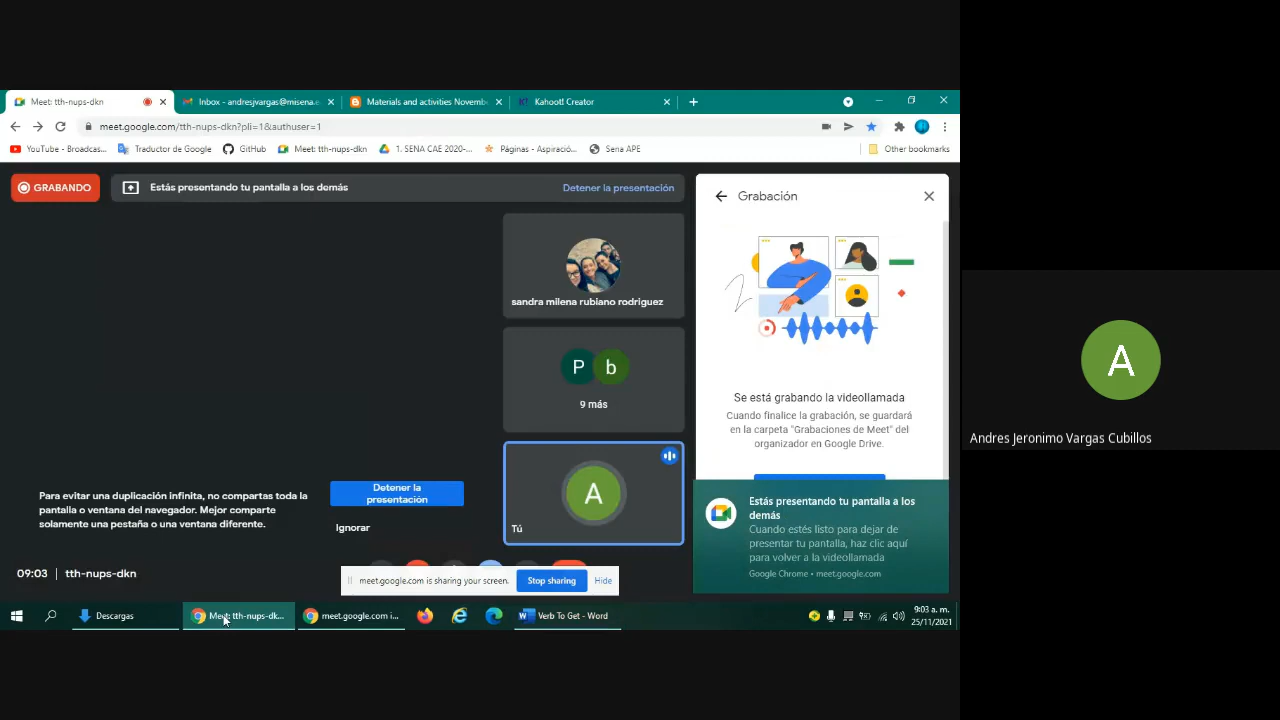 Meet: tth-nups-dkn
Inbox - andresjvargas@misena.e
Materials and activities Novemb
Kahoot! Creator
meet.google.com/tth-nups-dkn?pli=1&authuser=1
YouTube - Broadcas...
Traductor de Google
GitHub
Meet: tth-nups-dkn
1. SENA CAE 2020-...
Páginas - Aspiració...
Sena APE
Other bookmarks
GRABANDO
Estás presentando tu pantalla a los demás
Detener la presentación
Grabación
sandra milena rubiano rodriguez
P b
9 más
Se está grabando la videollamada
Cuando finalice la grabación, se guardará
en la carpeta "Grabaciones de Meet" del
organizador en Google Drive.
A
Tú
Para evitar una duplicación infinita, no compartas toda la
pantalla o ventana del navegador. Mejor comparte
solamente una pestaña o una ventana diferente.
Detener la
presentación
Ignorar
Estás presentando tu pantalla a los
demás
Cuando estés listo para dejar de
presentar tu pantalla, haz clic aquí
para volver a la videollamada
Google Chrome • meet.google.com
09:03 | tth-nups-dkn
meet.google.com is sharing your screen.
Stop sharing
Hide
Descargas
Meet: tth-nups-dk...
meet.google.com i...
Verb To Get - Word
9:03 a. m.
25/11/2021
A
Andres Jeronimo Vargas Cubillos